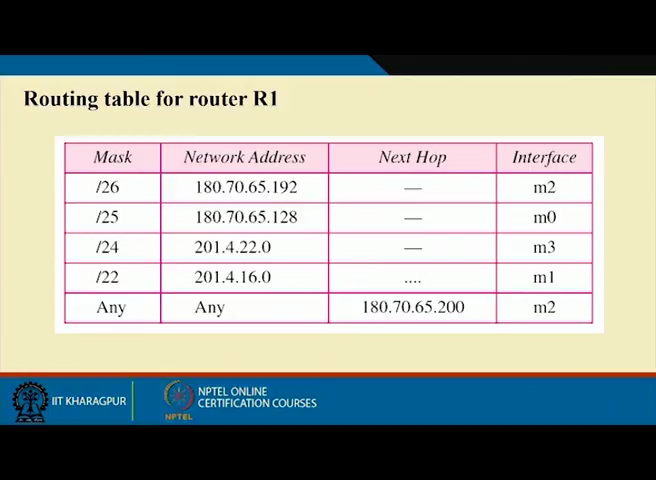 Routing table for router R1
Mask Network Address Next Hop Interface
/26 180.70.65.192 — m2
/25 180.70.65.128 — m0
/24 201.4.22.0 — m3
/22 201.4.16.0 .... m1
Any Any 180.70.65.200 m2
IIT KHARAGPUR
NPTEL
NPTEL ONLINE
CERTIFICATION COURSES